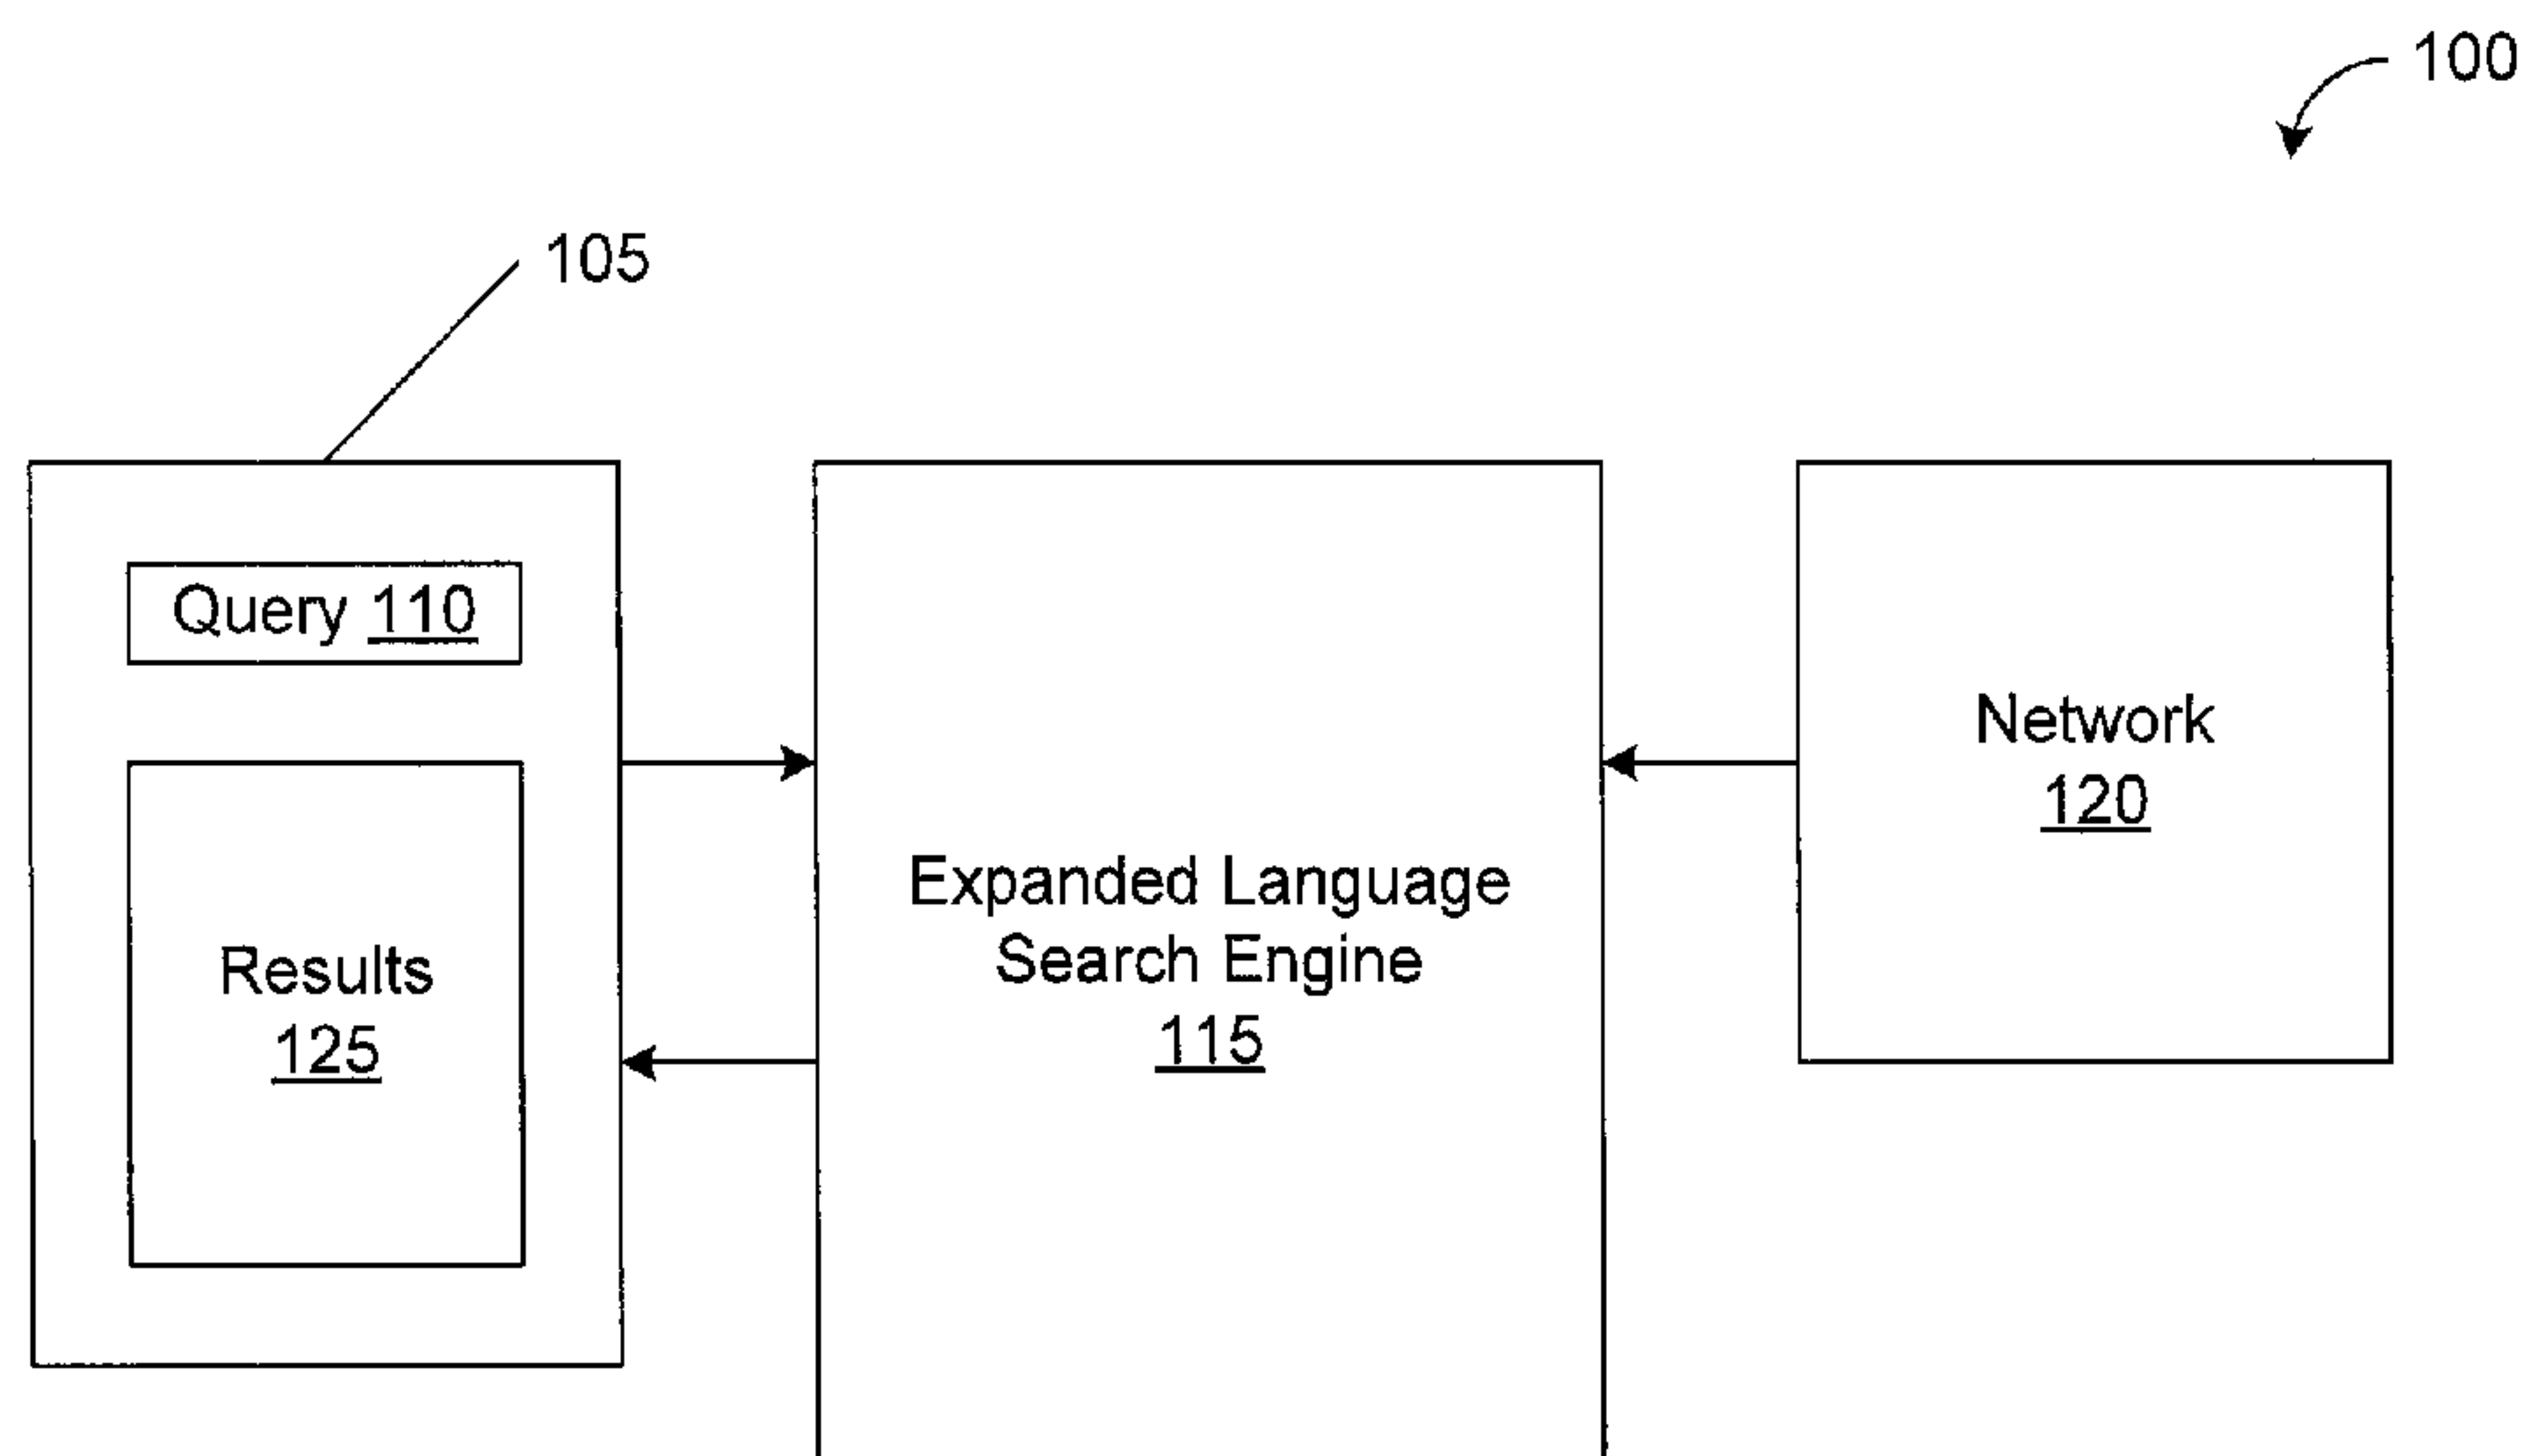 100
105
Query 110
Results
125
Expanded Language
Search Engine
115
Network
120